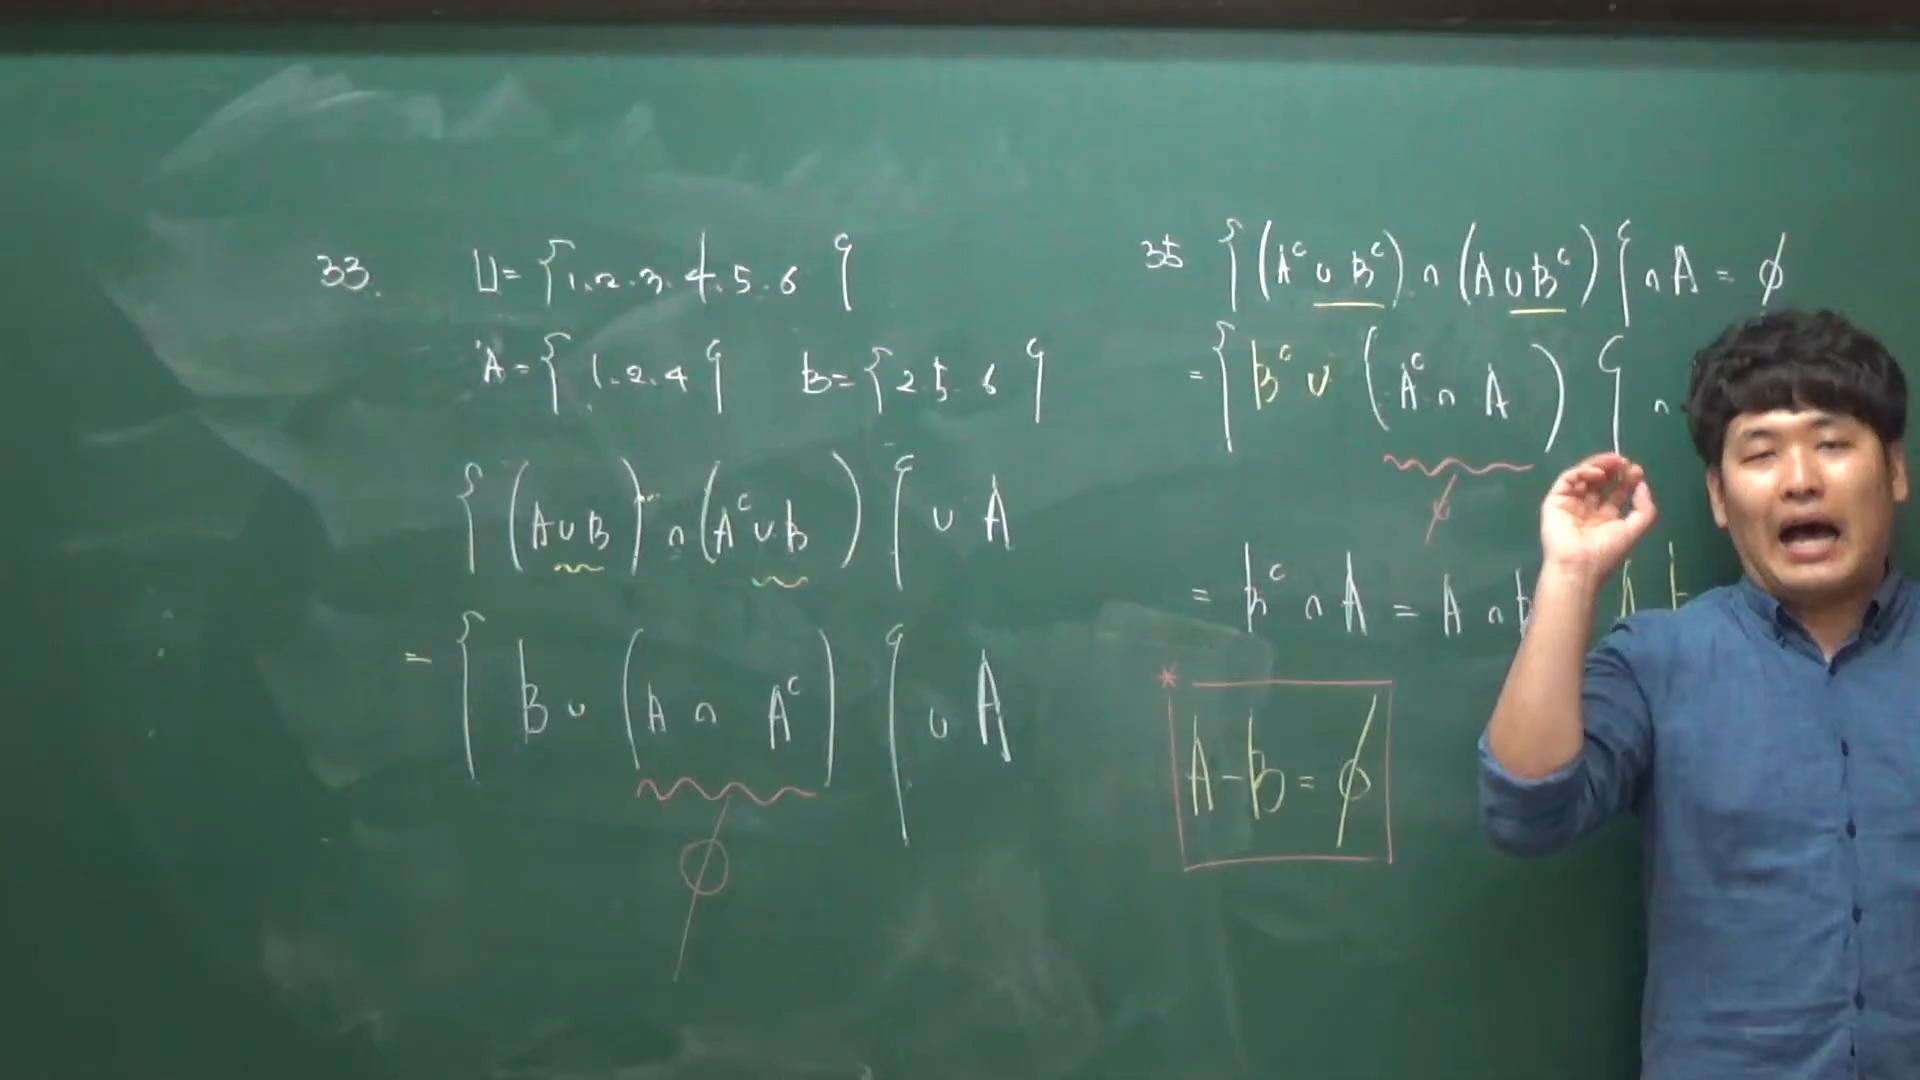 33. U={1.2.3.4.5.6}
A={1.2.4} B={2.5.6}
{(A∪B)∩(Aᶜ∪B)}∪A
={B∪(A∩Aᶜ)}∪A
∅
35 {(Aᶜ∪Bᶜ)∩(A∪Bᶜ)}∩A=∅
={Bᶜ∪(Aᶜ∩A)}∩
∅
=Bᶜ∩A=A∩B
* A-B=∅